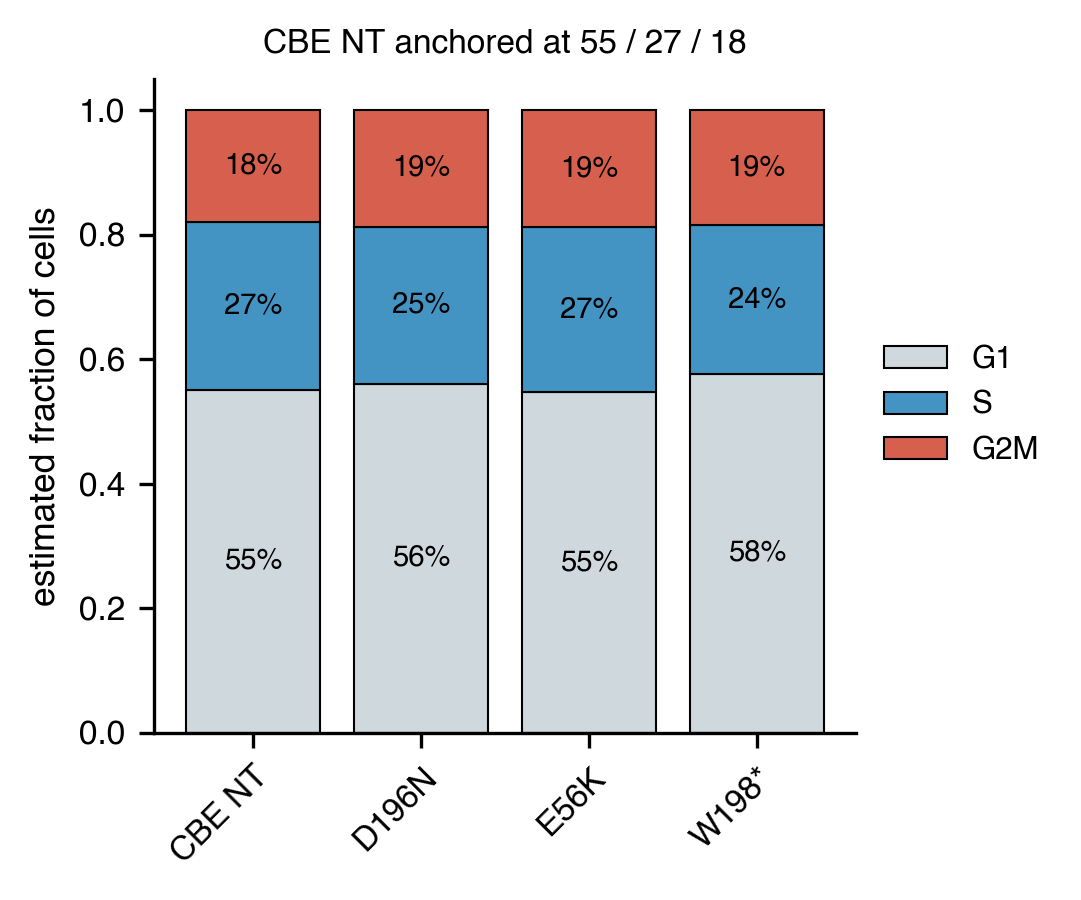 CBE NT anchored at 55 / 27 / 18
estimated fraction of cells
1.0
0.8
0.6
0.4
0.2
0.0
18%
19%
19%
19%
27%
25%
27%
24%
55%
56%
55%
58%
CBE NT
D196N
E56K
W198*
G1
S
G2M